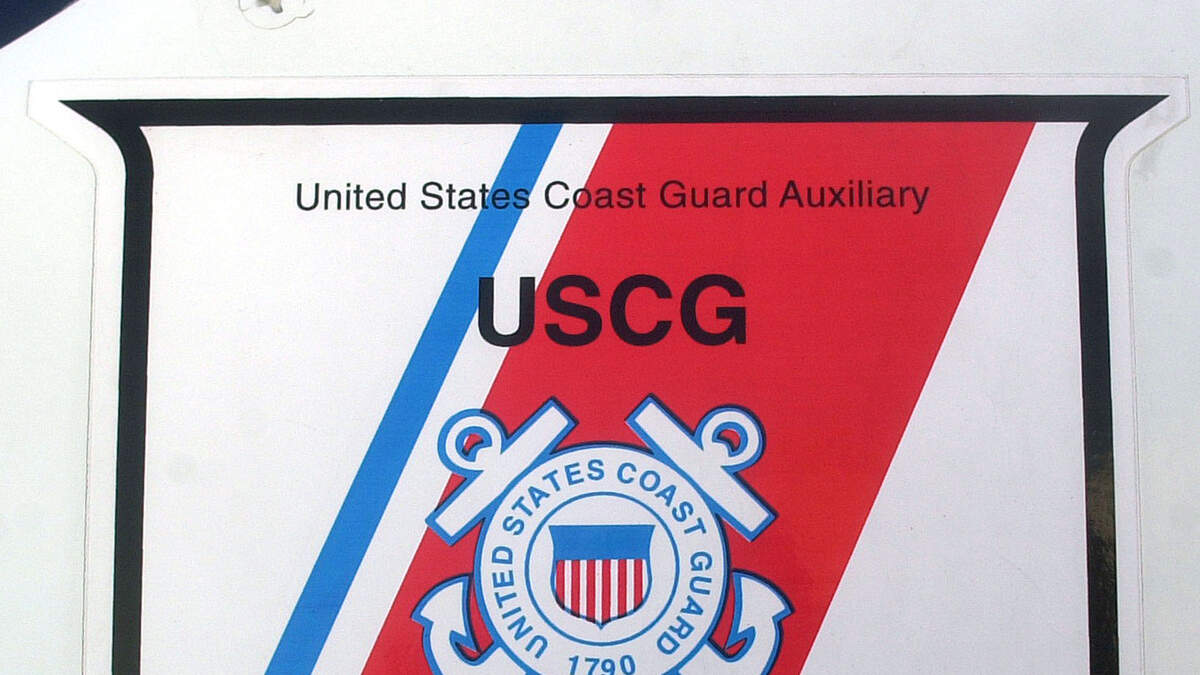 United States Coast Guard Auxiliary
USCG
UNITED STATES COAST GUARD
1790